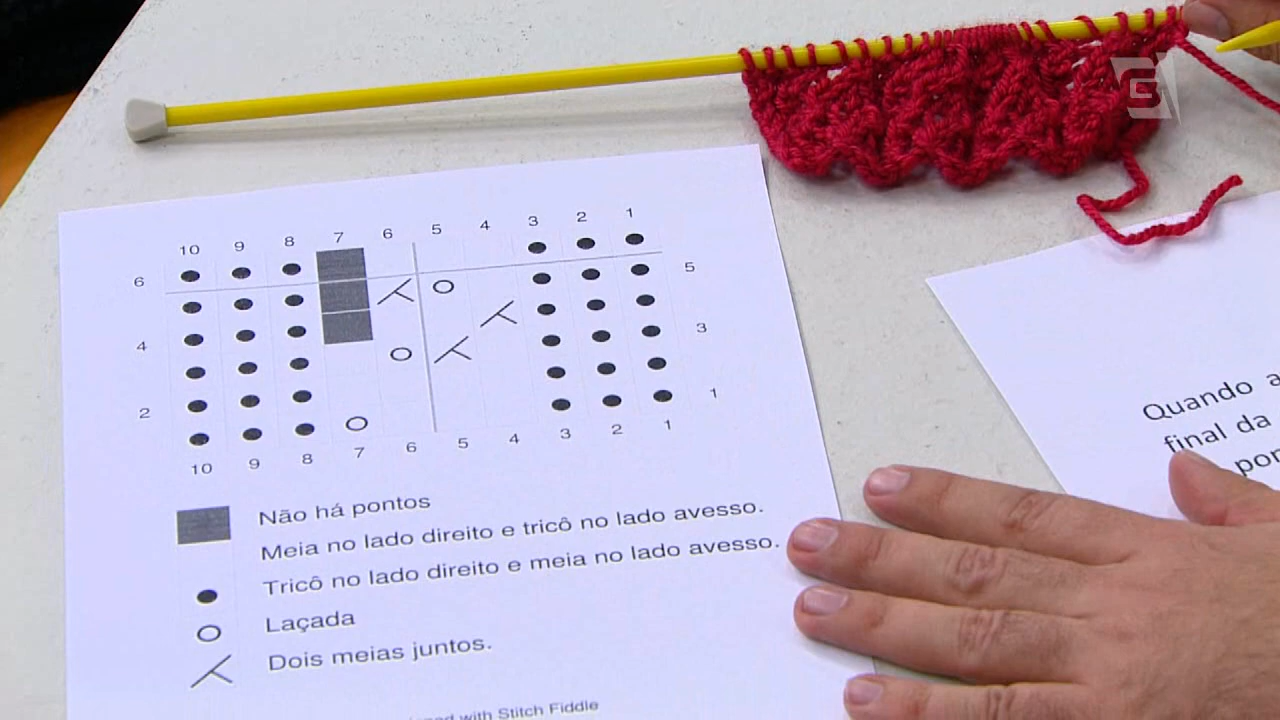 10 9 8 7 6 5 4 3 2 1
6
5
4
3
2
1
10 9 8 7 6 5 4 3 2 1
Não há pontos
Meia no lado direito e tricô no lado avesso.
Tricô no lado direito e meia no lado avesso.
Laçada
Dois meias juntos.
with Stitch Fiddle
Quando a
final da